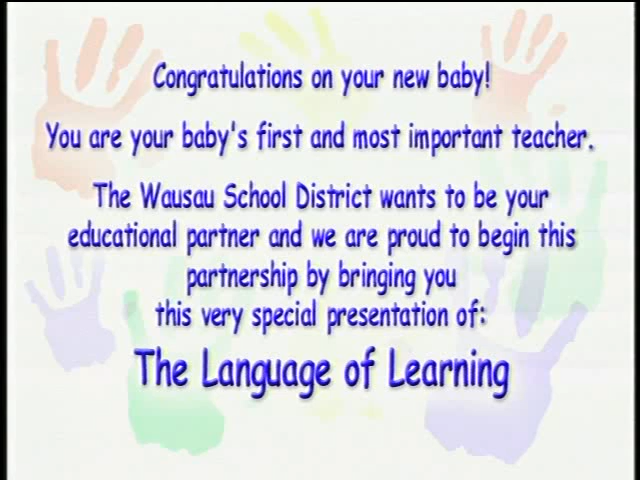 Congratulations on your new baby!
You are your baby's first and most important teacher.
The Wausau School District wants to be your
educational partner and we are proud to begin this
partnership by bringing you
this very special presentation of:
The Language of Learning